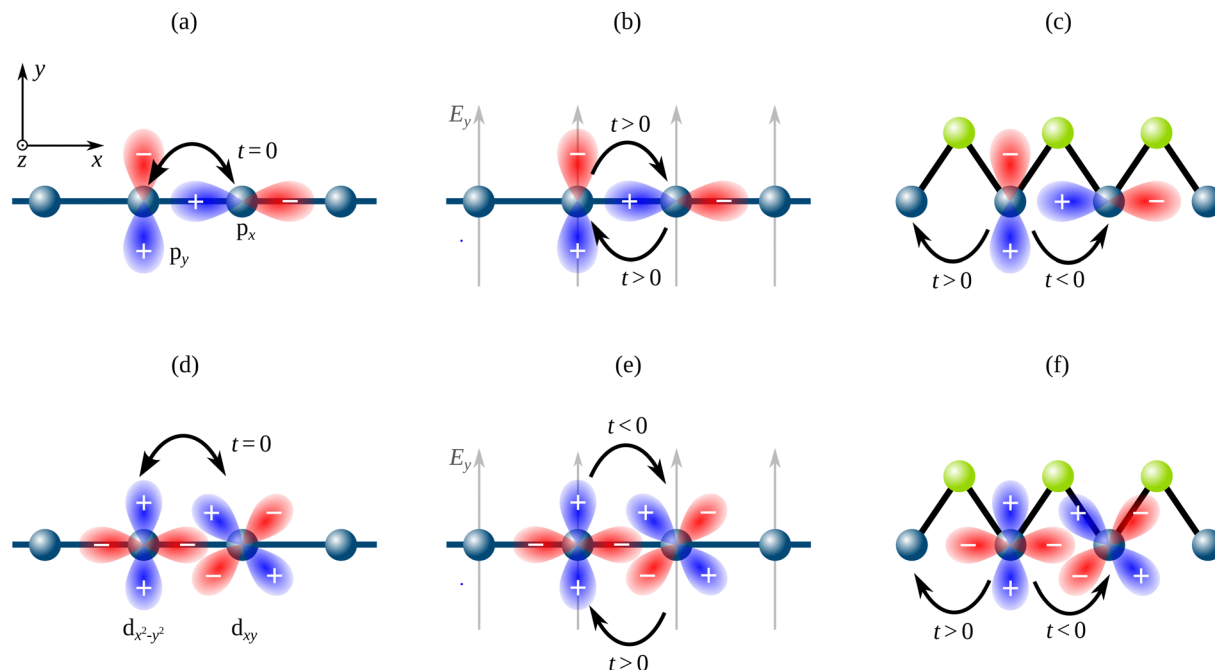 (a)
(b)
(c)
y
z
x
−
t = 0
+
−
p_x
p_y
+
E_y
t > 0
−
+
−
+
t > 0
−
+
−
+
t > 0
t < 0
(d)
(e)
(f)
t = 0
+
+
−
−
−
−
+
+
d_{x²-y²}
d_{xy}
t < 0
E_y
+
+
−
−
−
−
+
+
t > 0
+
+
−
−
−
−
+
+
t > 0
t < 0